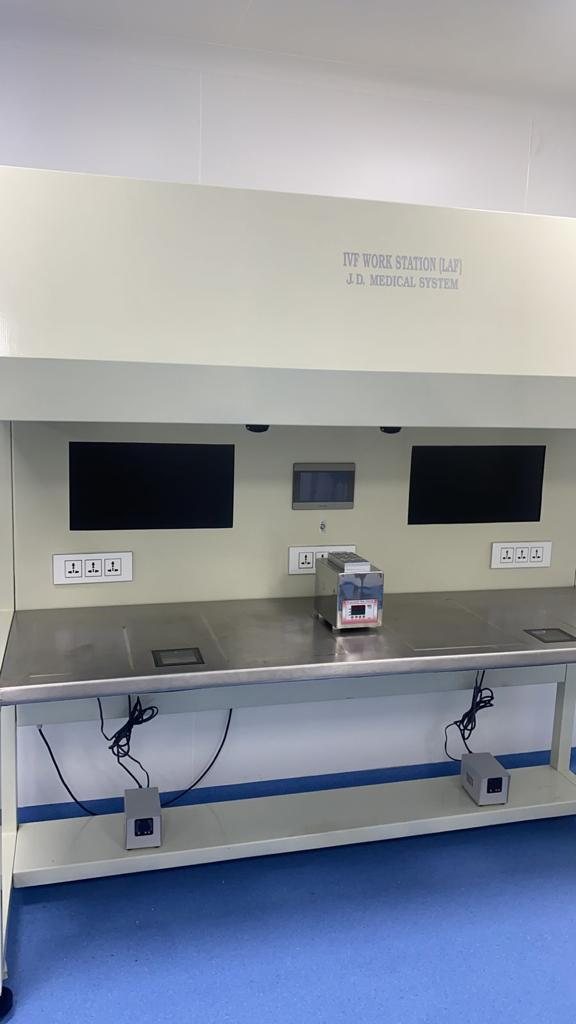 IVF WORK STATION (LAF)
J. D. MEDICAL SYSTEM